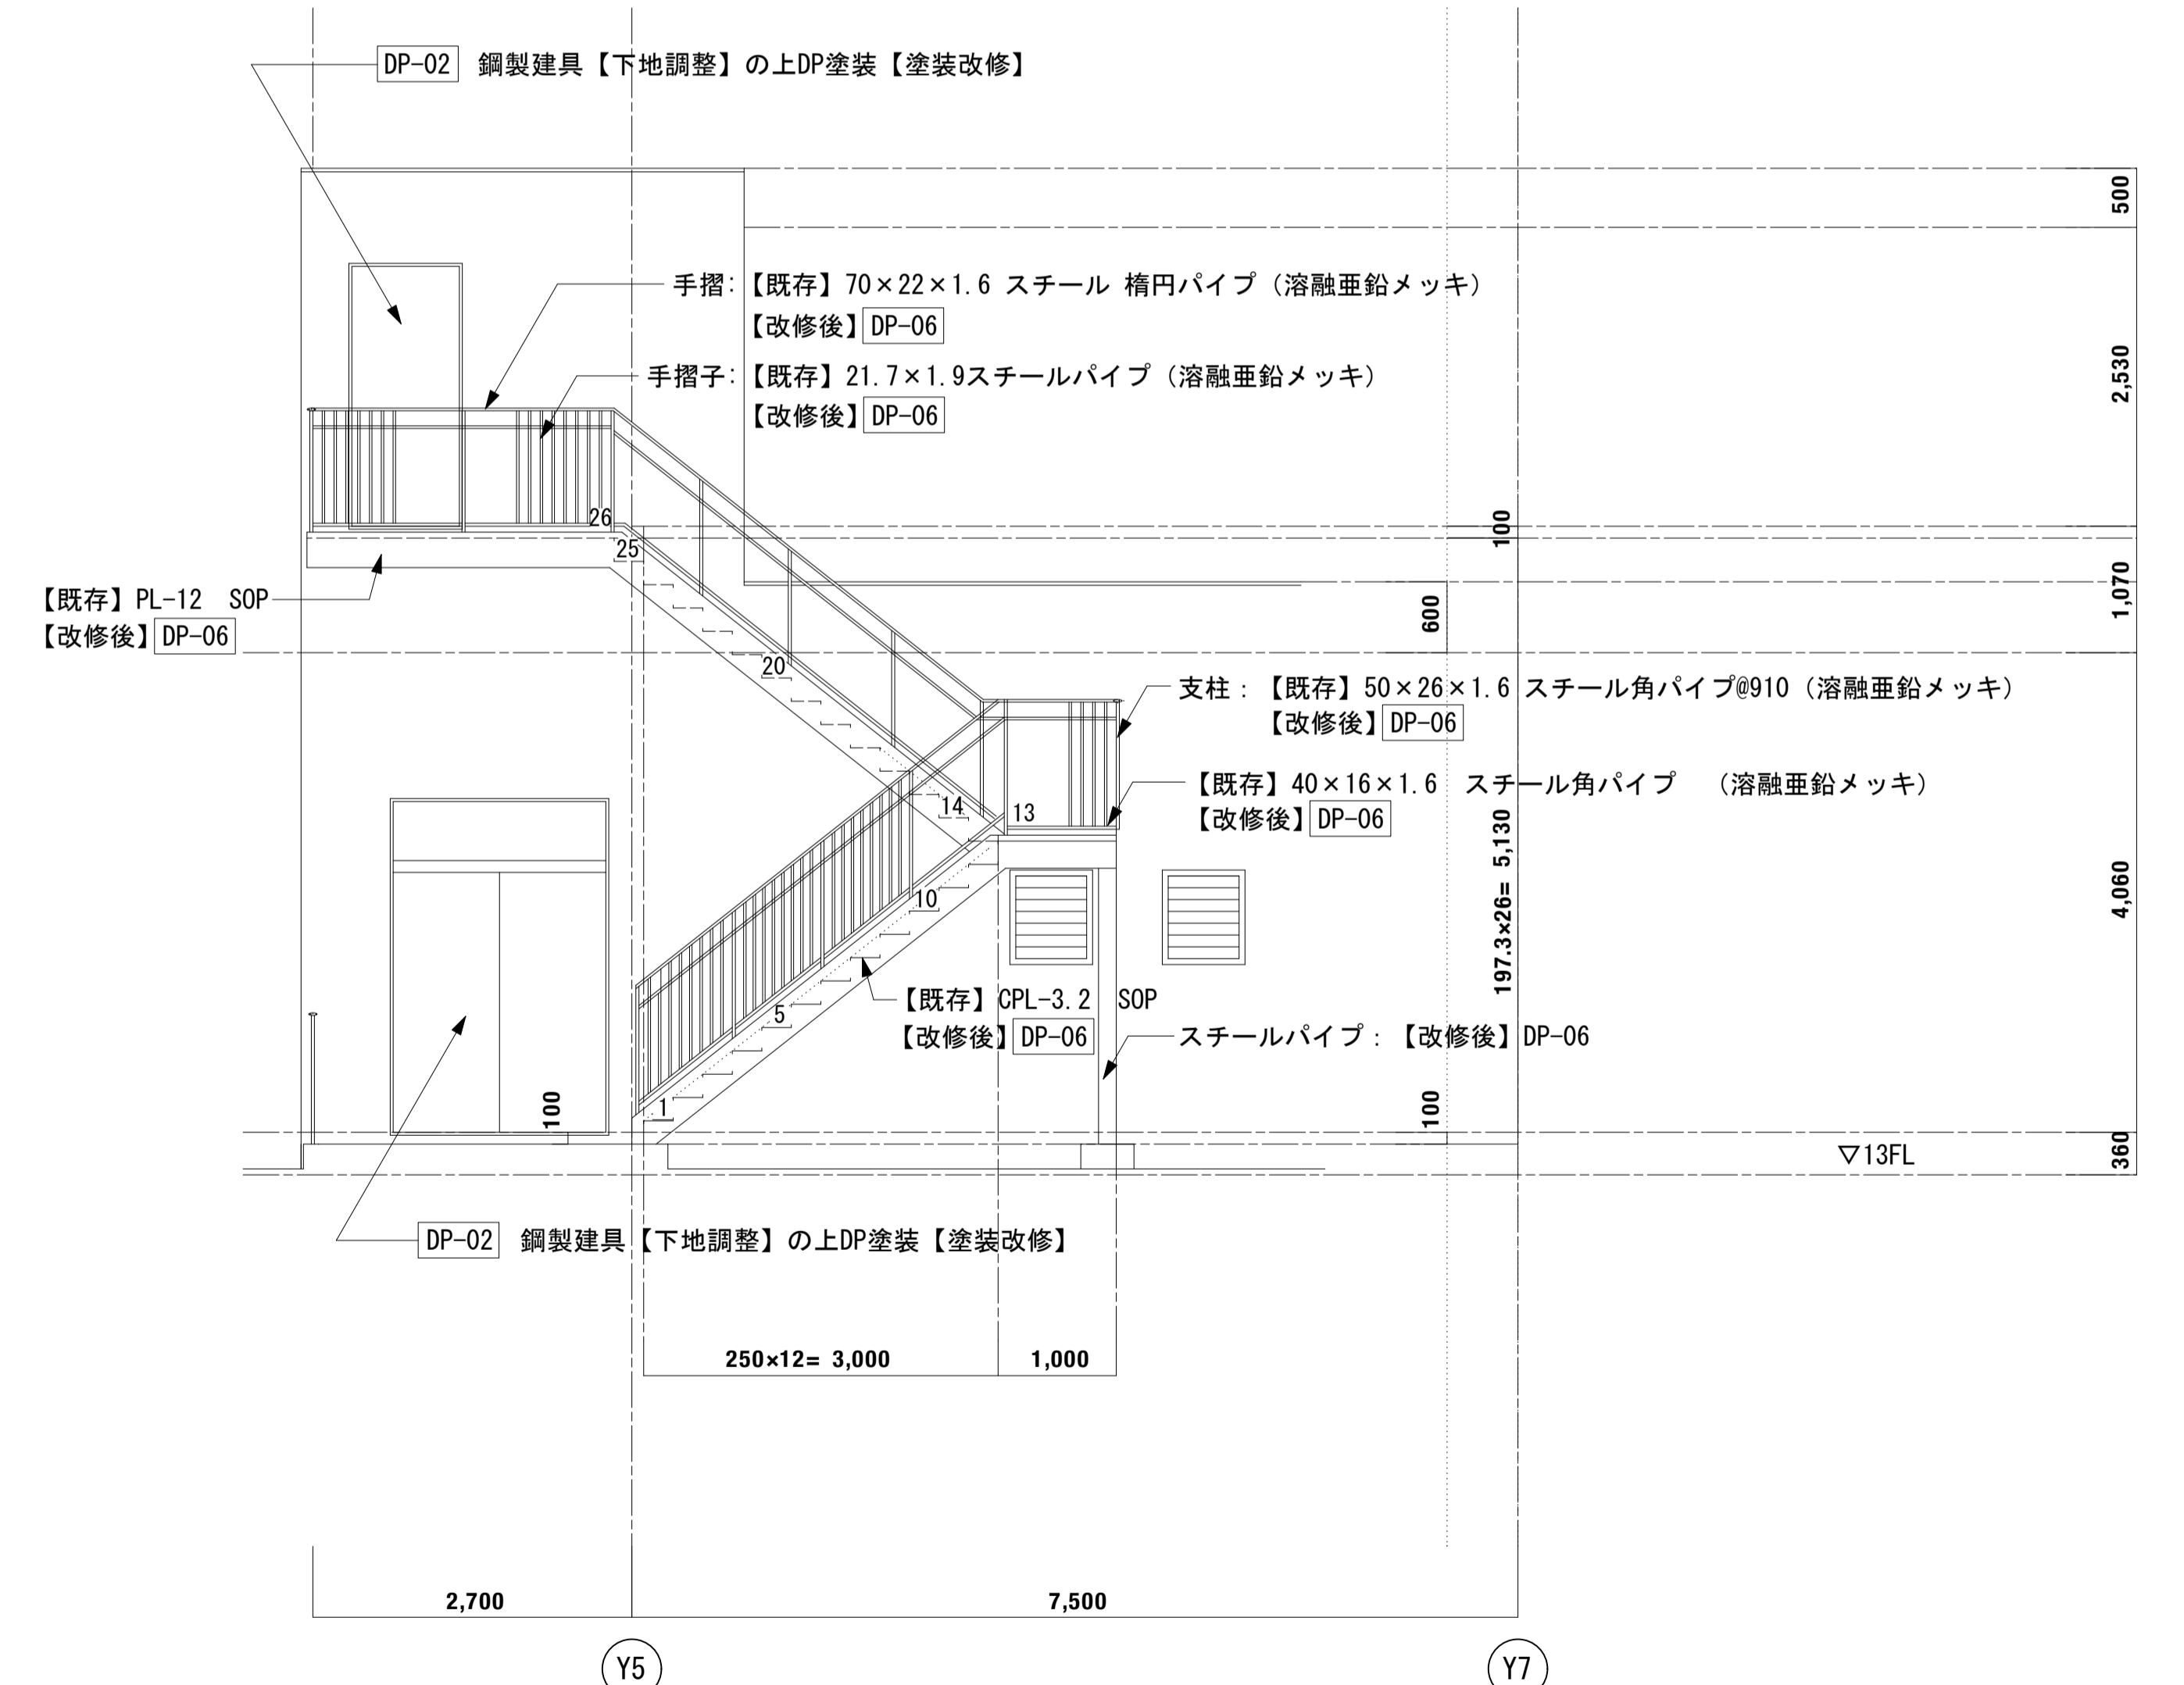 DP-02 鋼製建具【下地調整】の上DP塗装【塗装改修】
500
手摺:【既存】70×22×1.6 スチール 楕円パイプ（溶融亜鉛メッキ）
【改修後】DP-06
2,530
手摺子:【既存】21.7×1.9スチールパイプ（溶融亜鉛メッキ）
【改修後】DP-06
26
100
25
【既存】PL-12 SOP
【改修後】DP-06
600
1,070
20
支柱：【既存】50×26×1.6 スチール角パイプ@910（溶融亜鉛メッキ）
【改修後】DP-06
【既存】40×16×1.6 スチール角パイプ （溶融亜鉛メッキ）
【改修後】DP-06
14
13
197.3×26= 5,130
4,060
10
【既存】CPL-3.2 SOP
【改修後】DP-06
5
スチールパイプ：【改修後】DP-06
1
100
100
▽13FL
360
DP-02 鋼製建具【下地調整】の上DP塗装【塗装改修】
250×12= 3,000
1,000
2,700
7,500
Y5
Y7